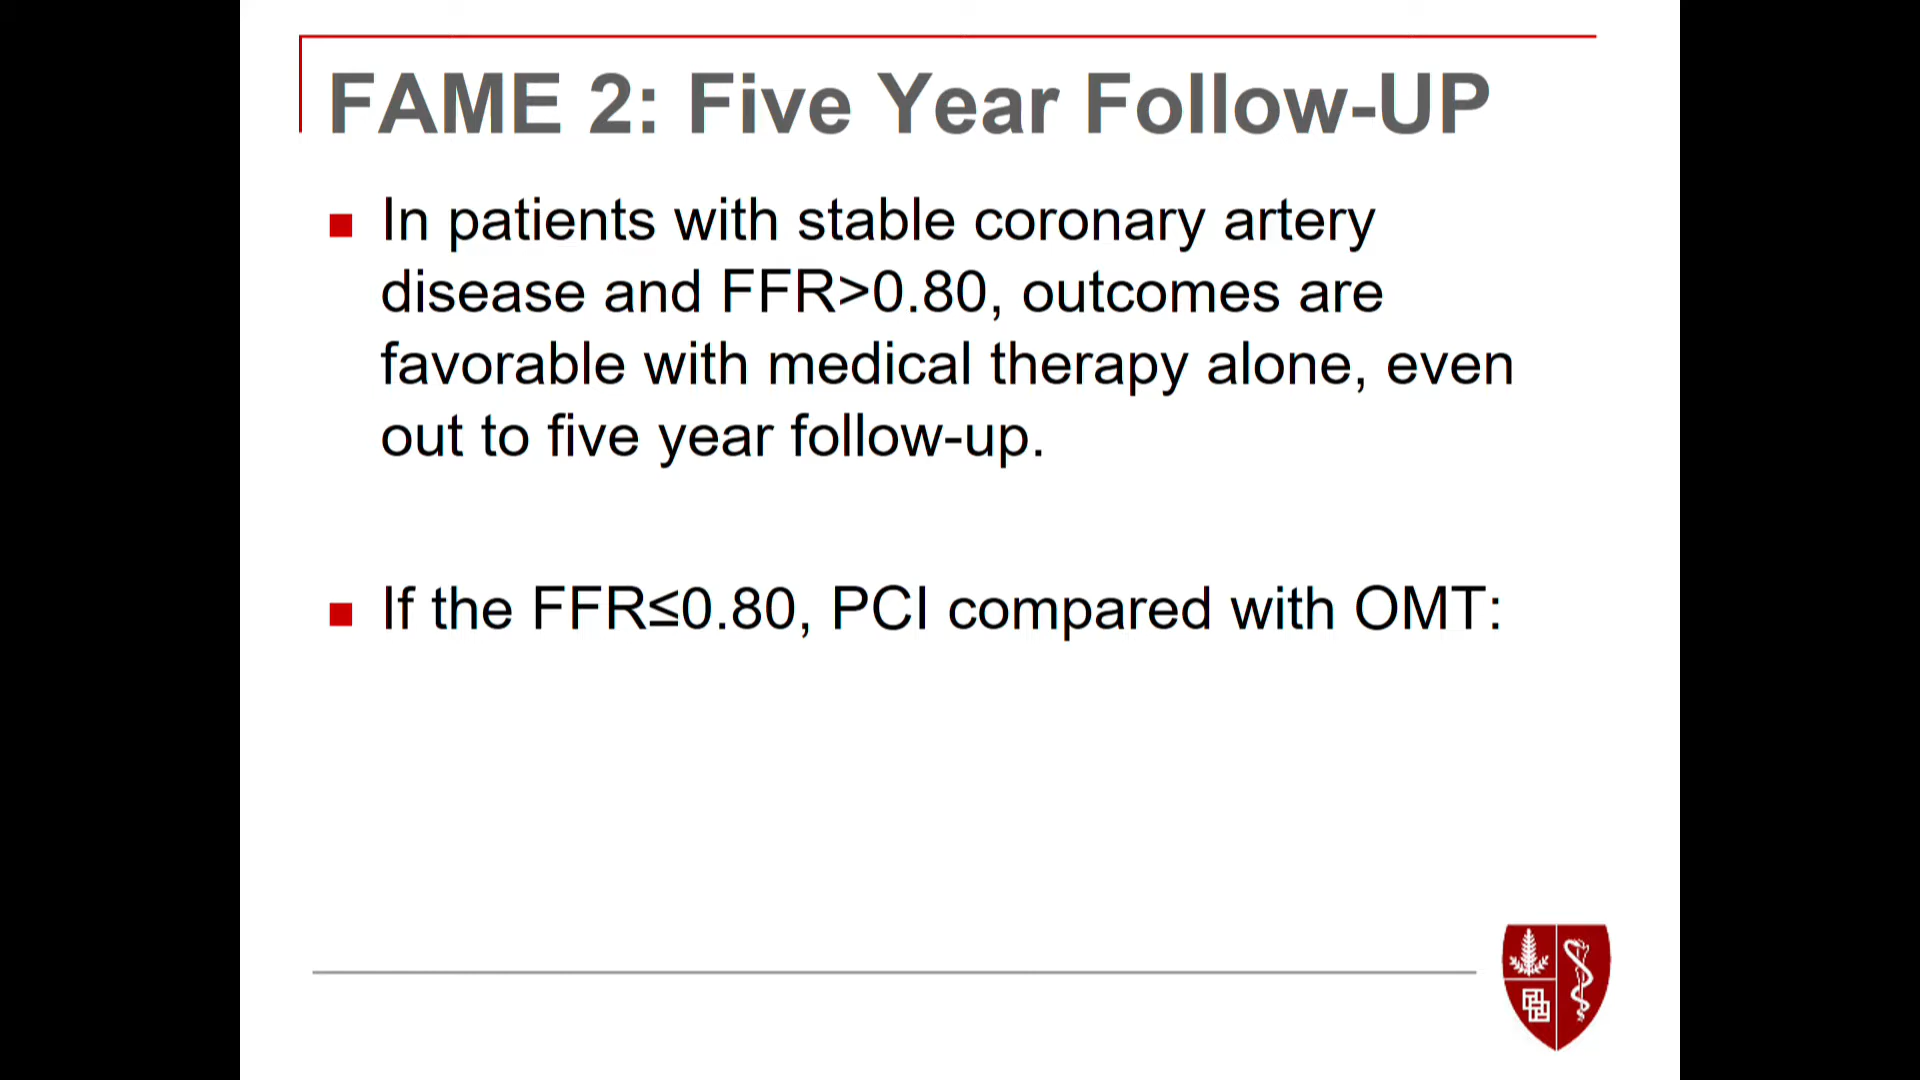 FAME 2: Five Year Follow-UP
In patients with stable coronary artery
disease and FFR>0.80, outcomes are
favorable with medical therapy alone, even
out to five year follow-up.
If the FFR≤0.80, PCI compared with OMT: